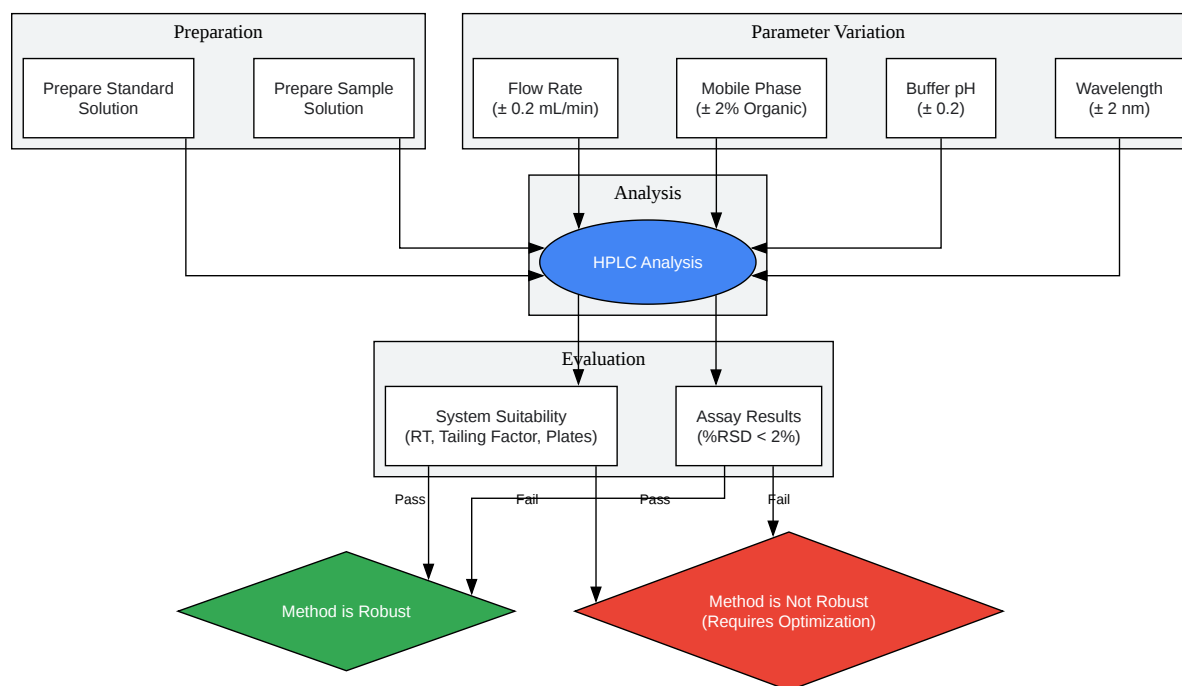 Preparation
Parameter Variation
Prepare Standard
Solution
Prepare Sample
Solution
Flow Rate
(± 0.2 mL/min)
Mobile Phase
(± 2% Organic)
Buffer pH
(± 0.2)
Wavelength
(± 2 nm)
Analysis
HPLC Analysis
Evaluation
System Suitability
(RT, Tailing Factor, Plates)
Assay Results
(%RSD < 2%)
Pass
Fail
Pass
Fail
Method is Robust
Method is Not Robust
(Requires Optimization)